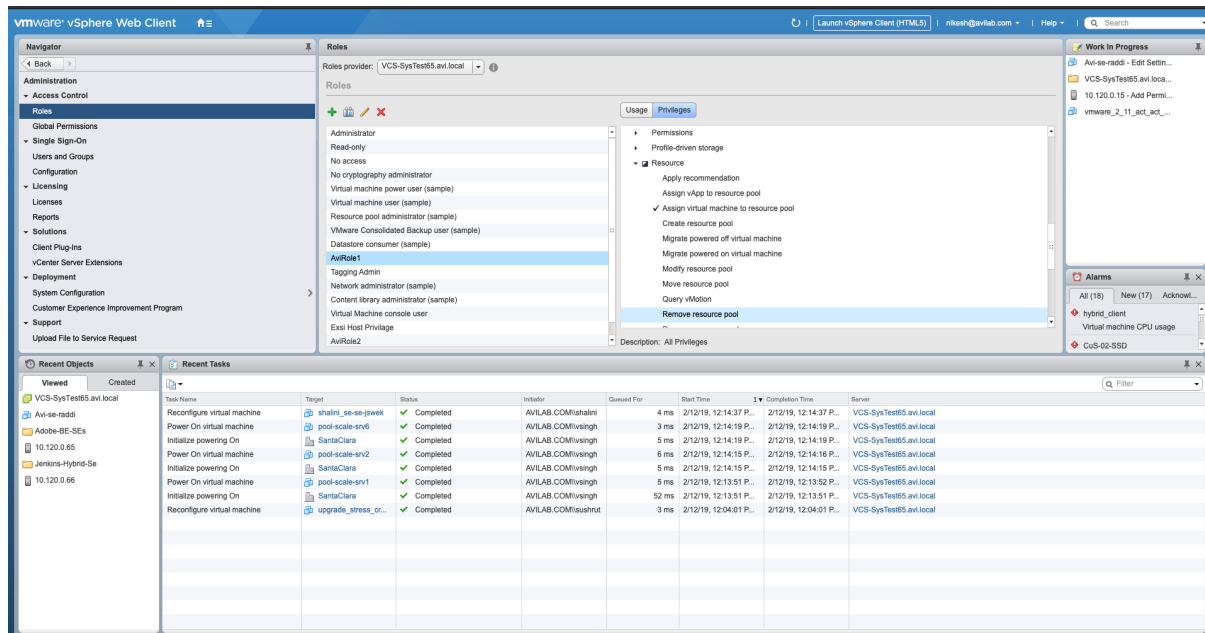 vmware® vSphere Web Client
Launch vSphere Client (HTML5) | nikesh@avilab.com | Help | Search
Navigator
Back
Administration
Access Control
Roles
Global Permissions
Single Sign-On
Users and Groups
Configuration
Licensing
Licenses
Reports
Solutions
Client Plug-Ins
vCenter Server Extensions
Deployment
System Configuration
Customer Experience Improvement Program
Support
Upload File to Service Request
Roles
Roles provider: VCS-SysTest65.avi.local
Roles
Administrator
Read-only
No access
No cryptography administrator
Virtual machine power user (sample)
Virtual machine user (sample)
Resource pool administrator (sample)
VMware Consolidated Backup user (sample)
Datastore consumer (sample)
AviRole1
Tagging Admin
Network administrator (sample)
Content library administrator (sample)
Virtual Machine console user
Exsi Host Privilage
AviRole2
Usage Privileges
Permissions
Profile-driven storage
Resource
Apply recommendation
Assign vApp to resource pool
Assign virtual machine to resource pool
Create resource pool
Migrate powered off virtual machine
Migrate powered on virtual machine
Modify resource pool
Move resource pool
Query vMotion
Remove resource pool
Description: All Privileges
Work In Progress
Avi-se-raddi - Edit Settin...
VCS-SysTest65.avi.loca...
10.120.0.15 - Add Permi...
vmware_2_11_act_act_...
Alarms
All (18) New (17) Acknowl...
hybrid_client
Virtual machine CPU usage
CuS-02-SSD
Recent Objects
Viewed Created
VCS-SysTest65.avi.local
Avi-se-raddi
Adobe-BE-SEs
10.120.0.65
Jenkins-Hybrid-Se
10.120.0.66
Recent Tasks
Filter
Task Name Target Status Initiator Queued For Start Time 1 Completion Time Server
Reconfigure virtual machine shalini_se-se-jswek Completed AVILAB.COM\\shalini 4 ms 2/12/19, 12:14:37 P... 2/12/19, 12:14:37 P... VCS-SysTest65.avi.local
Power On virtual machine pool-scale-srv6 Completed AVILAB.COM\\vsingh 3 ms 2/12/19, 12:14:19 P... 2/12/19, 12:14:19 P... VCS-SysTest65.avi.local
Initialize powering On SantaClara Completed AVILAB.COM\\vsingh 5 ms 2/12/19, 12:14:19 P... 2/12/19, 12:14:19 P... VCS-SysTest65.avi.local
Power On virtual machine pool-scale-srv2 Completed AVILAB.COM\\vsingh 6 ms 2/12/19, 12:14:15 P... 2/12/19, 12:14:16 P... VCS-SysTest65.avi.local
Initialize powering On SantaClara Completed AVILAB.COM\\vsingh 5 ms 2/12/19, 12:14:15 P... 2/12/19, 12:14:15 P... VCS-SysTest65.avi.local
Power On virtual machine pool-scale-srv1 Completed AVILAB.COM\\vsingh 5 ms 2/12/19, 12:13:51 P... 2/12/19, 12:13:52 P... VCS-SysTest65.avi.local
Initialize powering On SantaClara Completed AVILAB.COM\\vsingh 52 ms 2/12/19, 12:13:51 P... 2/12/19, 12:13:51 P... VCS-SysTest65.avi.local
Reconfigure virtual machine upgrade_stress_cr... Completed AVILAB.COM\\sushrut 3 ms 2/12/19, 12:04:01 P... 2/12/19, 12:04:01 P... VCS-SysTest65.avi.local